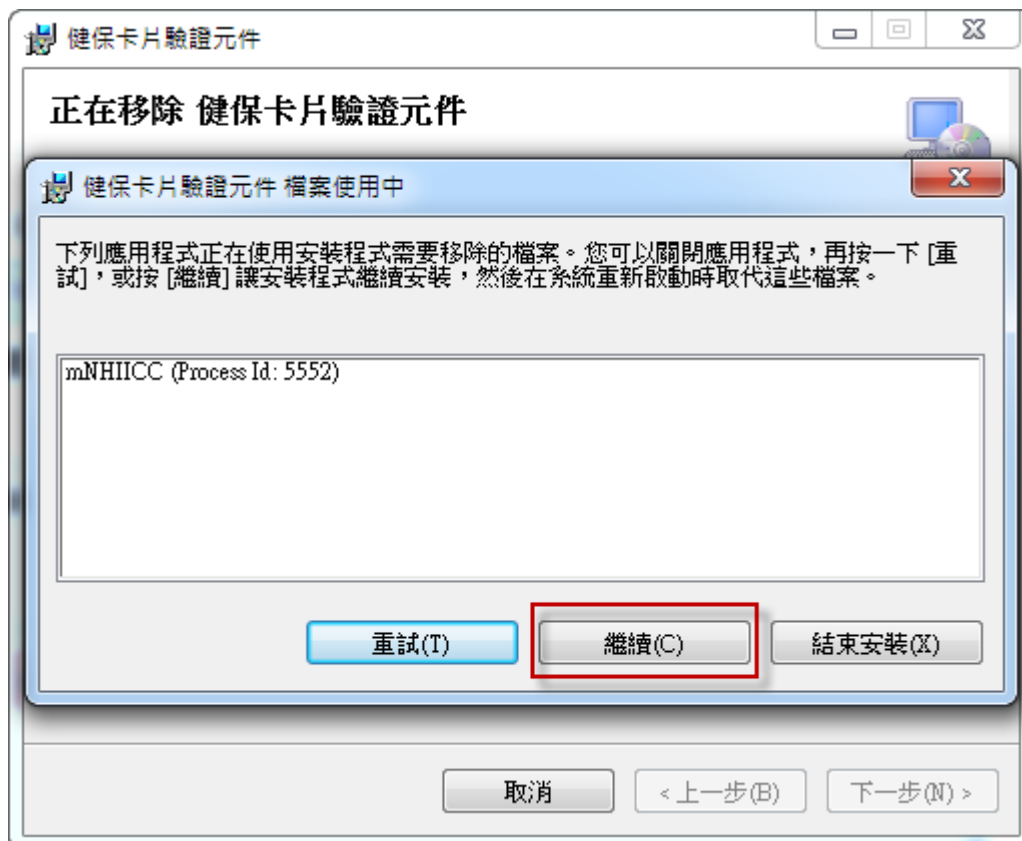 健保卡片驗證元件
正在移除 健保卡片驗證元件
健保卡片驗證元件 檔案使用中
下列應用程式正在使用安裝程式需要移除的檔案。您可以關閉應用程式，再按一下 [重
試]，或按 [繼續] 讓安裝程式繼續安裝，然後在系統重新啟動時取代這些檔案。
mNHIICC (Process Id: 5552)
重試(T)
繼續(C)
結束安裝(X)
取消
< 上一步(B)
下一步(N) >